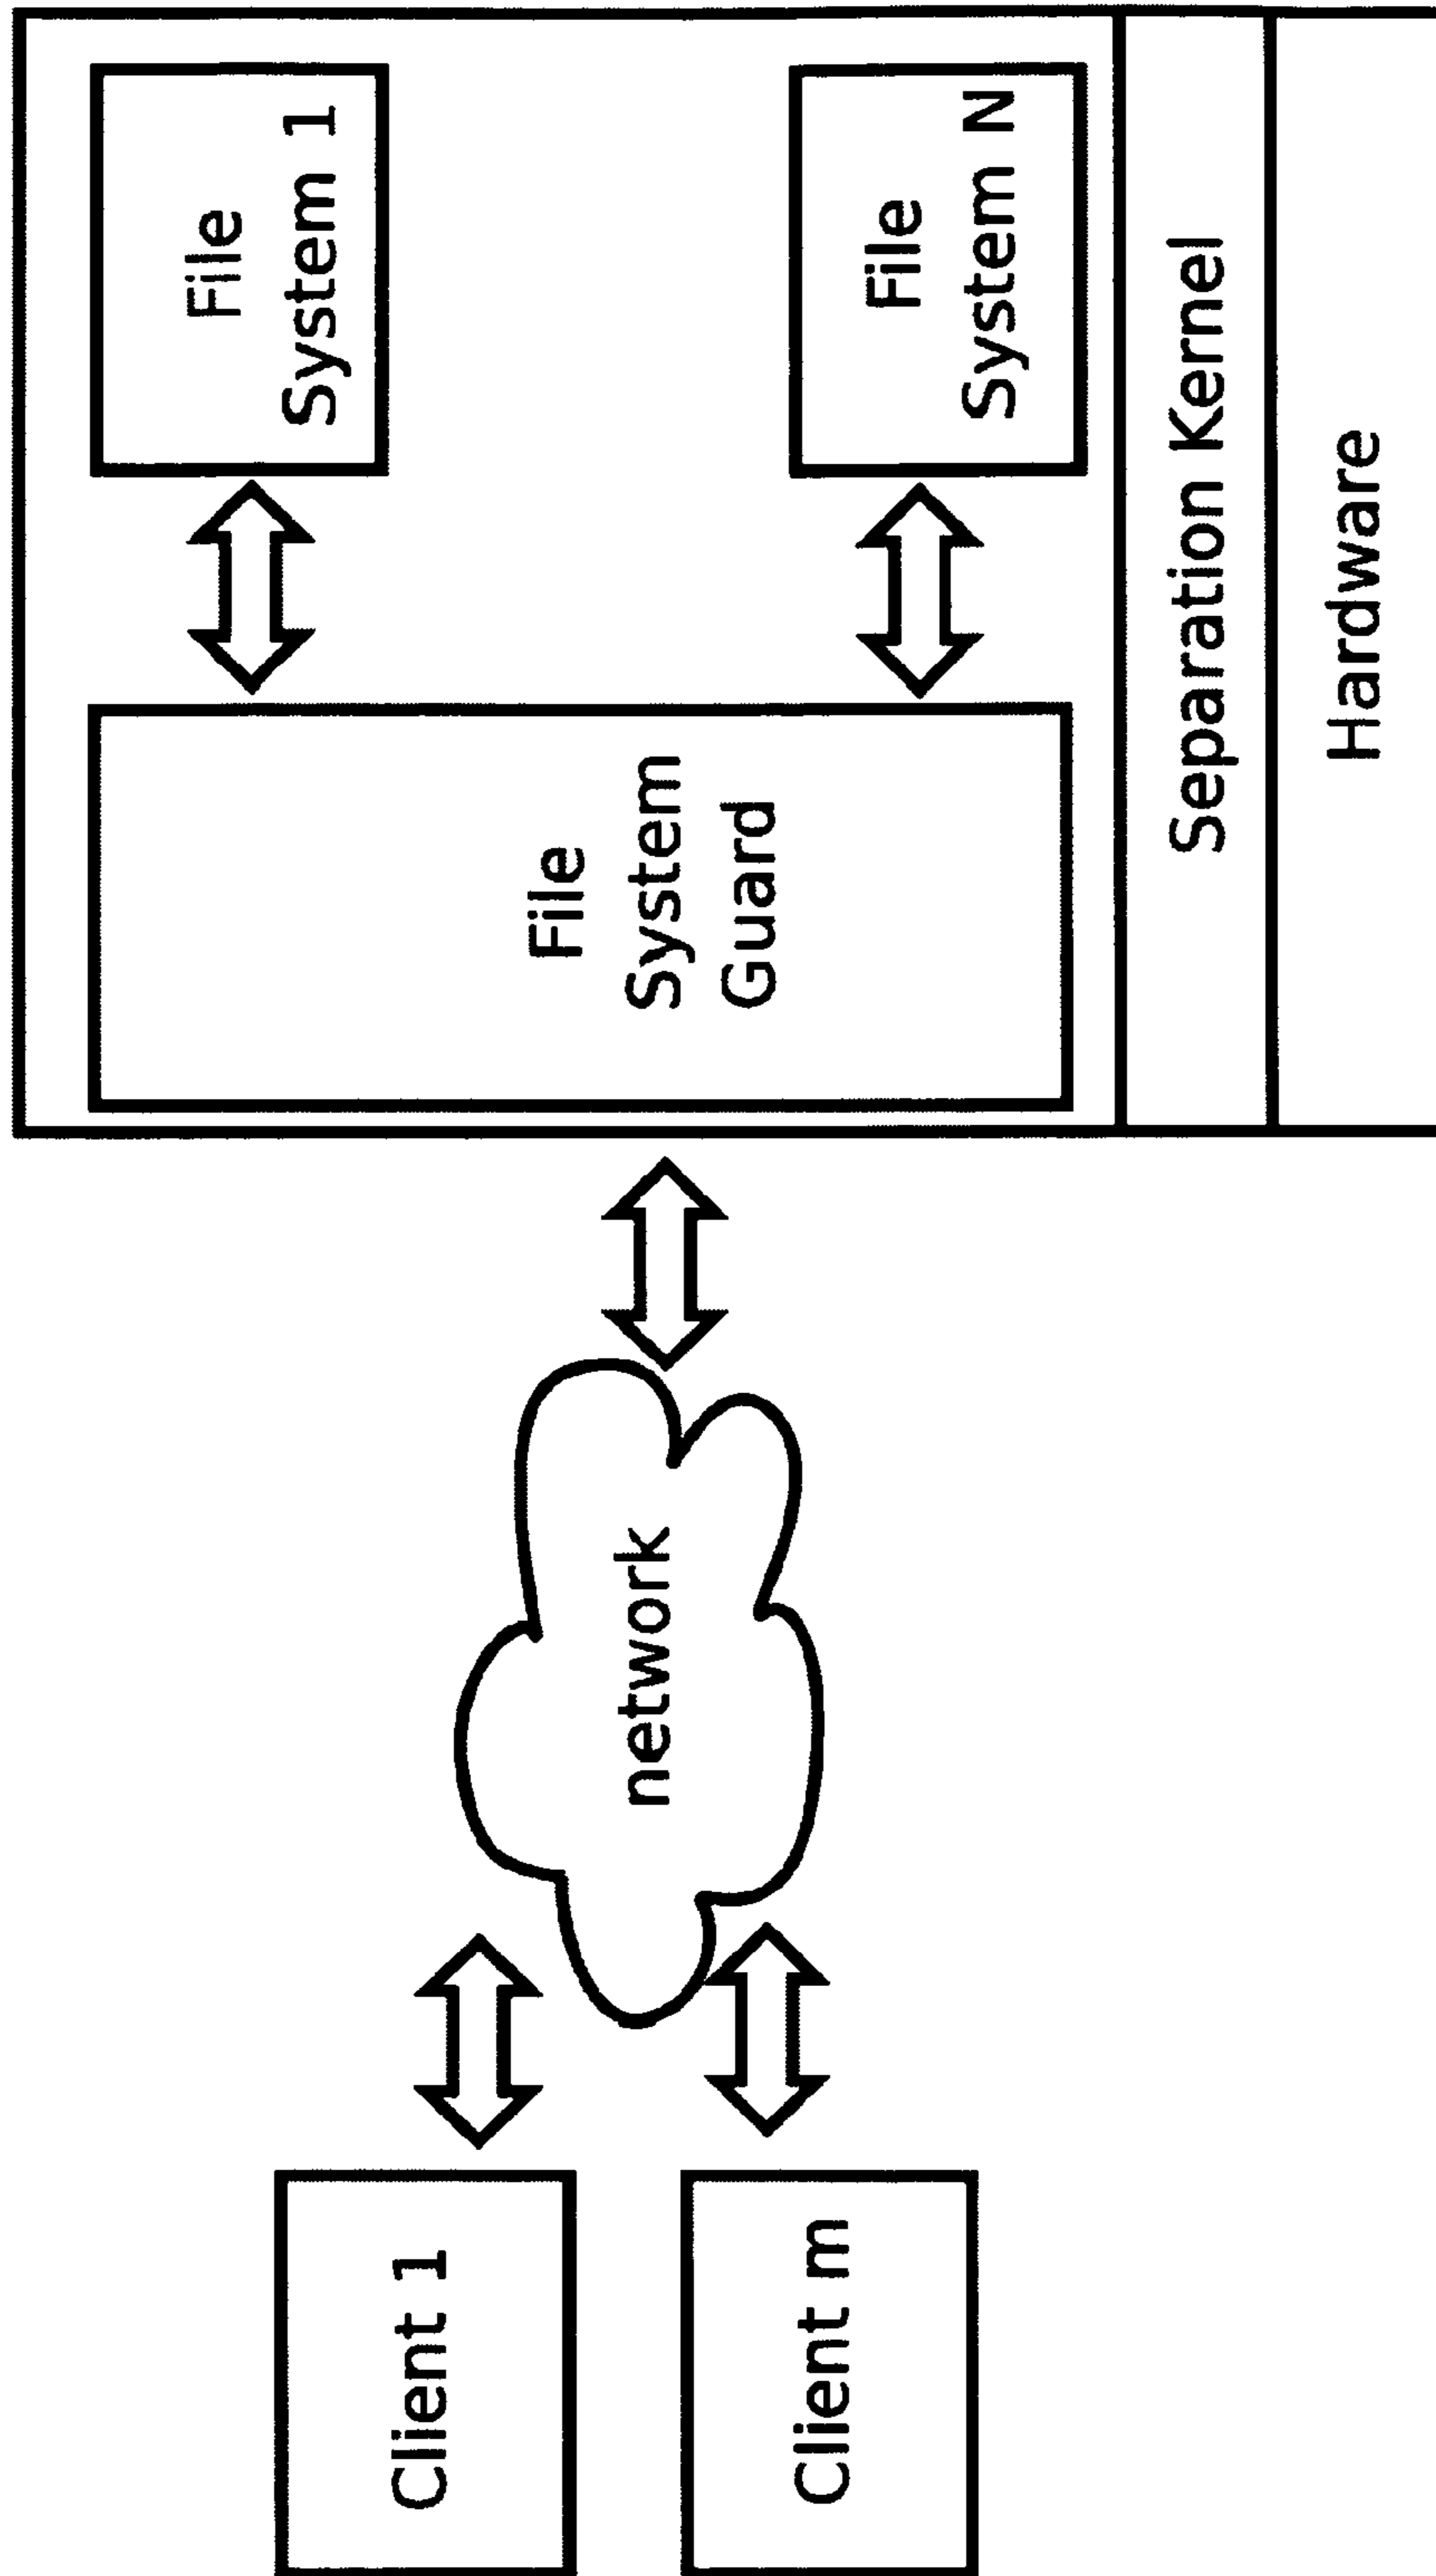 Client 1
Client m
network
File
System
Guard
File
System 1
File
System N
Separation Kernel
Hardware